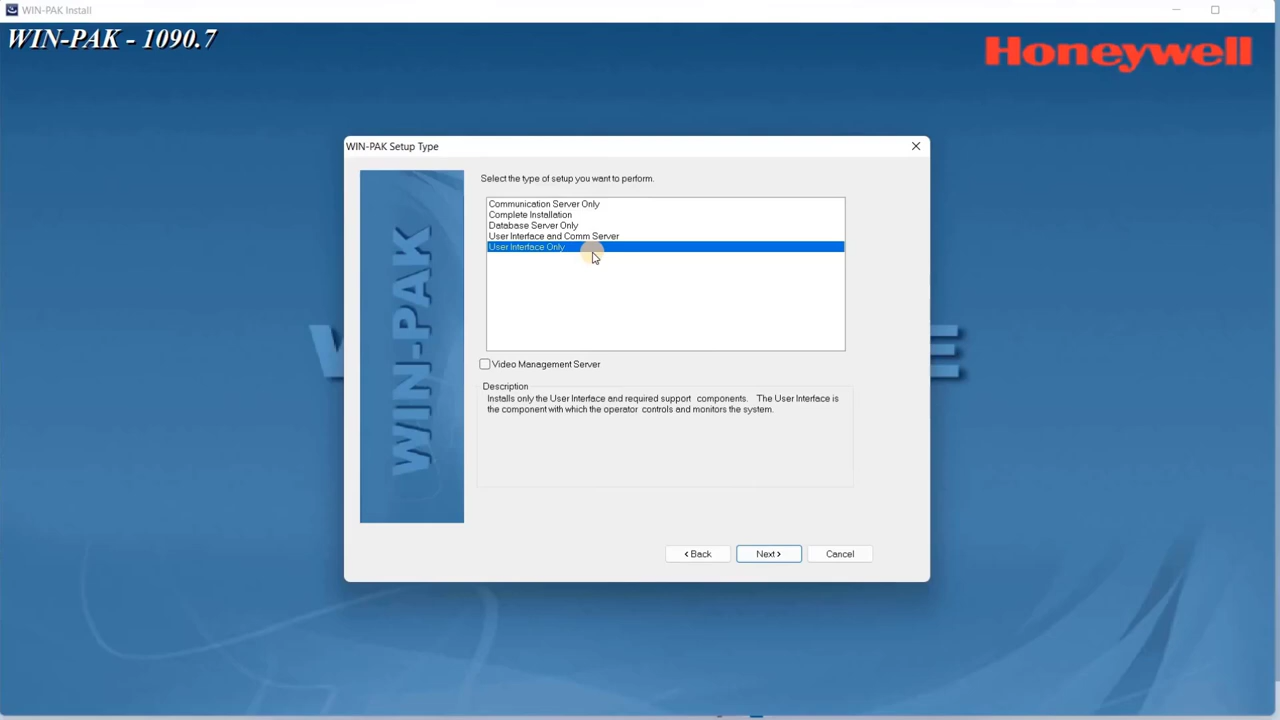 WIN-PAK Install
WIN-PAK - 1090.7
Honeywell
WIN-PAK Setup Type
Select the type of setup you want to perform.
Communication Server Only
Complete Installation
Database Server Only
User Interface and Comm Server
User Interface Only
Video Management Server
Description
Installs only the User Interface and required support components. The User Interface is
the component with which the operator controls and monitors the system.
WIN-PAK
< Back
Next >
Cancel